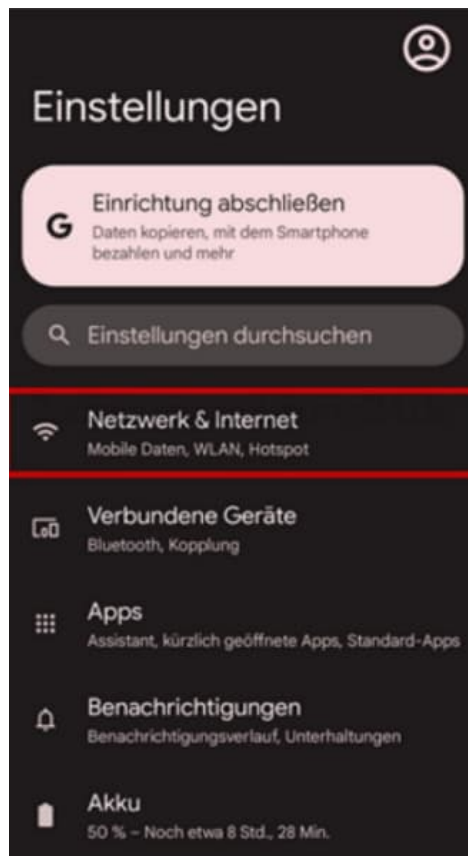 Einstellungen
G
Einrichtung abschließen
Daten kopieren, mit dem Smartphone
bezahlen und mehr
Einstellungen durchsuchen
Netzwerk & Internet
Mobile Daten, WLAN, Hotspot
Verbundene Geräte
Bluetooth, Kopplung
Apps
Assistant, kürzlich geöffnete Apps, Standard-Apps
Benachrichtigungen
Benachrichtigungsverlauf, Unterhaltungen
Akku
50 % – Noch etwa 8 Std., 28 Min.